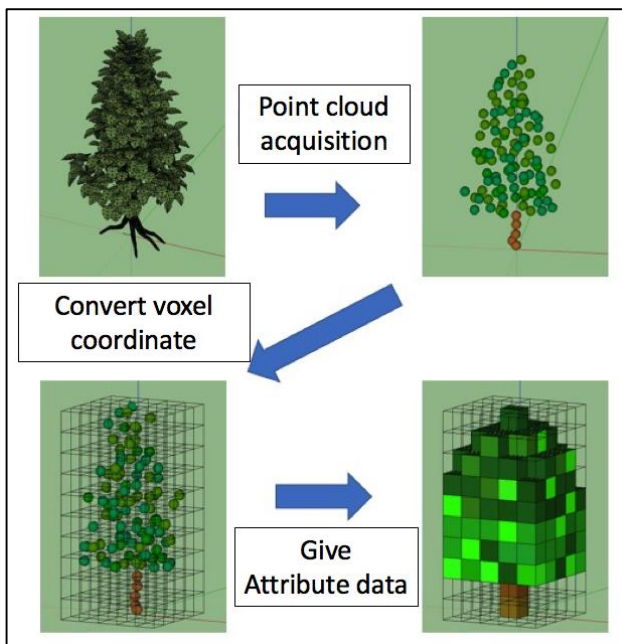 Point cloud
acquisition
Convert voxel
coordinate
Give
Attribute data